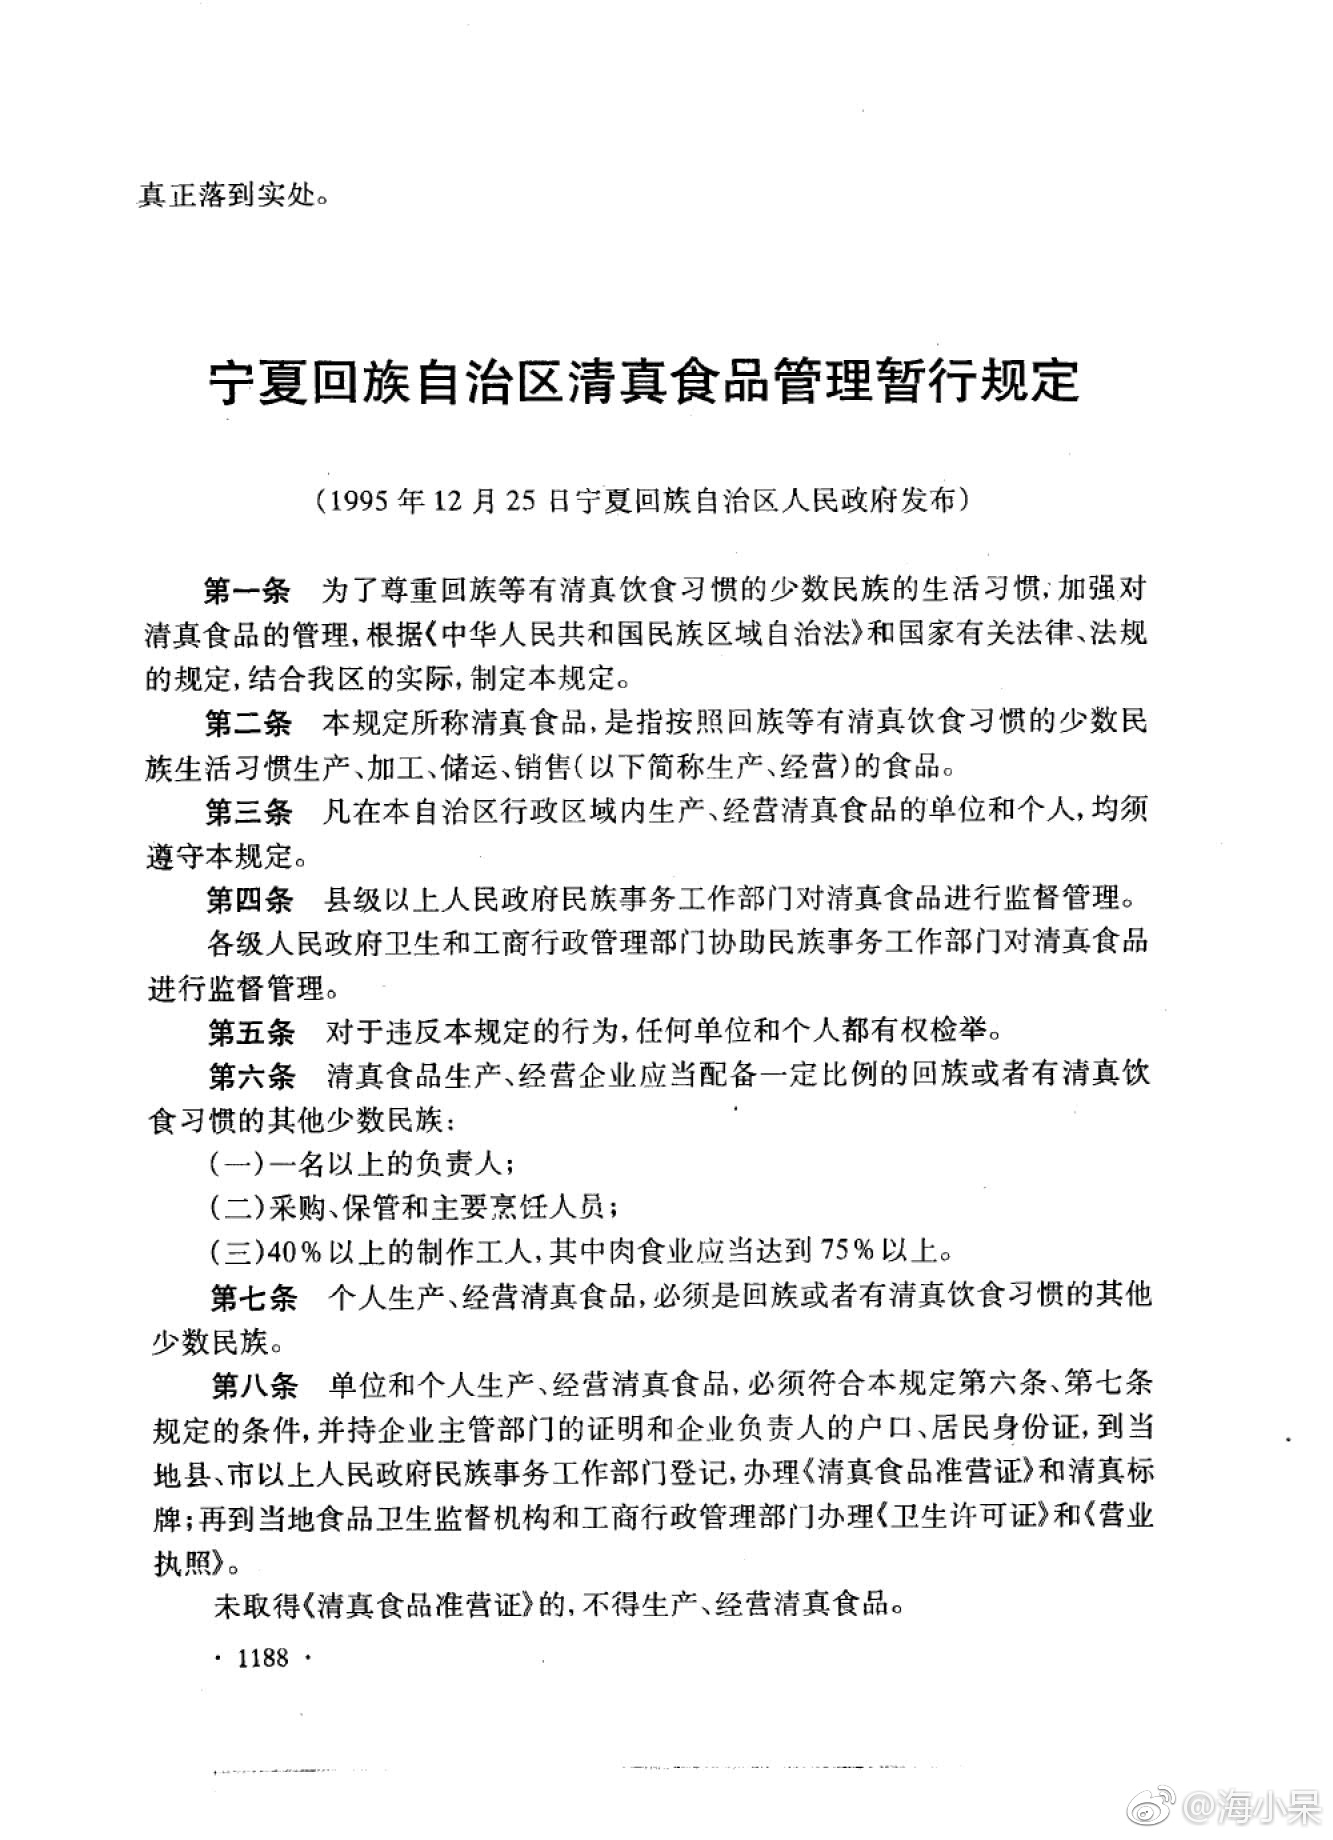 真正落到实处。
宁夏回族自治区清真食品管理暂行规定
(1995 年 12 月 25 日宁夏回族自治区人民政府发布)
第一条　为了尊重回族等有清真饮食习惯的少数民族的生活习惯,加强对
清真食品的管理,根据《中华人民共和国民族区域自治法》和国家有关法律、法规
的规定,结合我区的实际,制定本规定。
第二条　本规定所称清真食品,是指按照回族等有清真饮食习惯的少数民
族生活习惯生产、加工、储运、销售(以下简称生产、经营)的食品。
第三条　凡在本自治区行政区域内生产、经营清真食品的单位和个人,均须
遵守本规定。
第四条　县级以上人民政府民族事务工作部门对清真食品进行监督管理。
各级人民政府卫生和工商行政管理部门协助民族事务工作部门对清真食品
进行监督管理。
第五条　对于违反本规定的行为,任何单位和个人都有权检举。
第六条　清真食品生产、经营企业应当配备一定比例的回族或者有清真饮
食习惯的其他少数民族:
(一)一名以上的负责人;
(二)采购、保管和主要烹饪人员;
(三)40%以上的制作工人,其中肉食业应当达到 75%以上。
第七条　个人生产、经营清真食品,必须是回族或者有清真饮食习惯的其他
少数民族。
第八条　单位和个人生产、经营清真食品,必须符合本规定第六条、第七条
规定的条件,并持企业主管部门的证明和企业负责人的户口、居民身份证,到当
地县、市以上人民政府民族事务工作部门登记,办理《清真食品准营证》和清真标
牌;再到当地食品卫生监督机构和工商行政管理部门办理《卫生许可证》和《营业
执照》。
未取得《清真食品准营证》的,不得生产、经营清真食品。
· 1188 ·
@海小呆